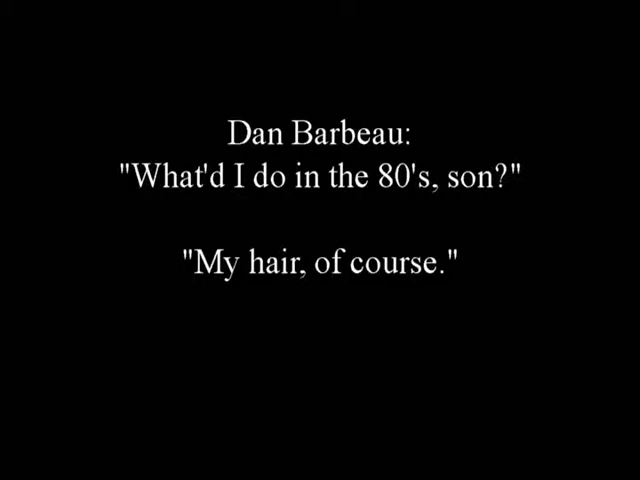 Dan Barbeau:
"What'd I do in the 80's, son?"
"My hair, of course."